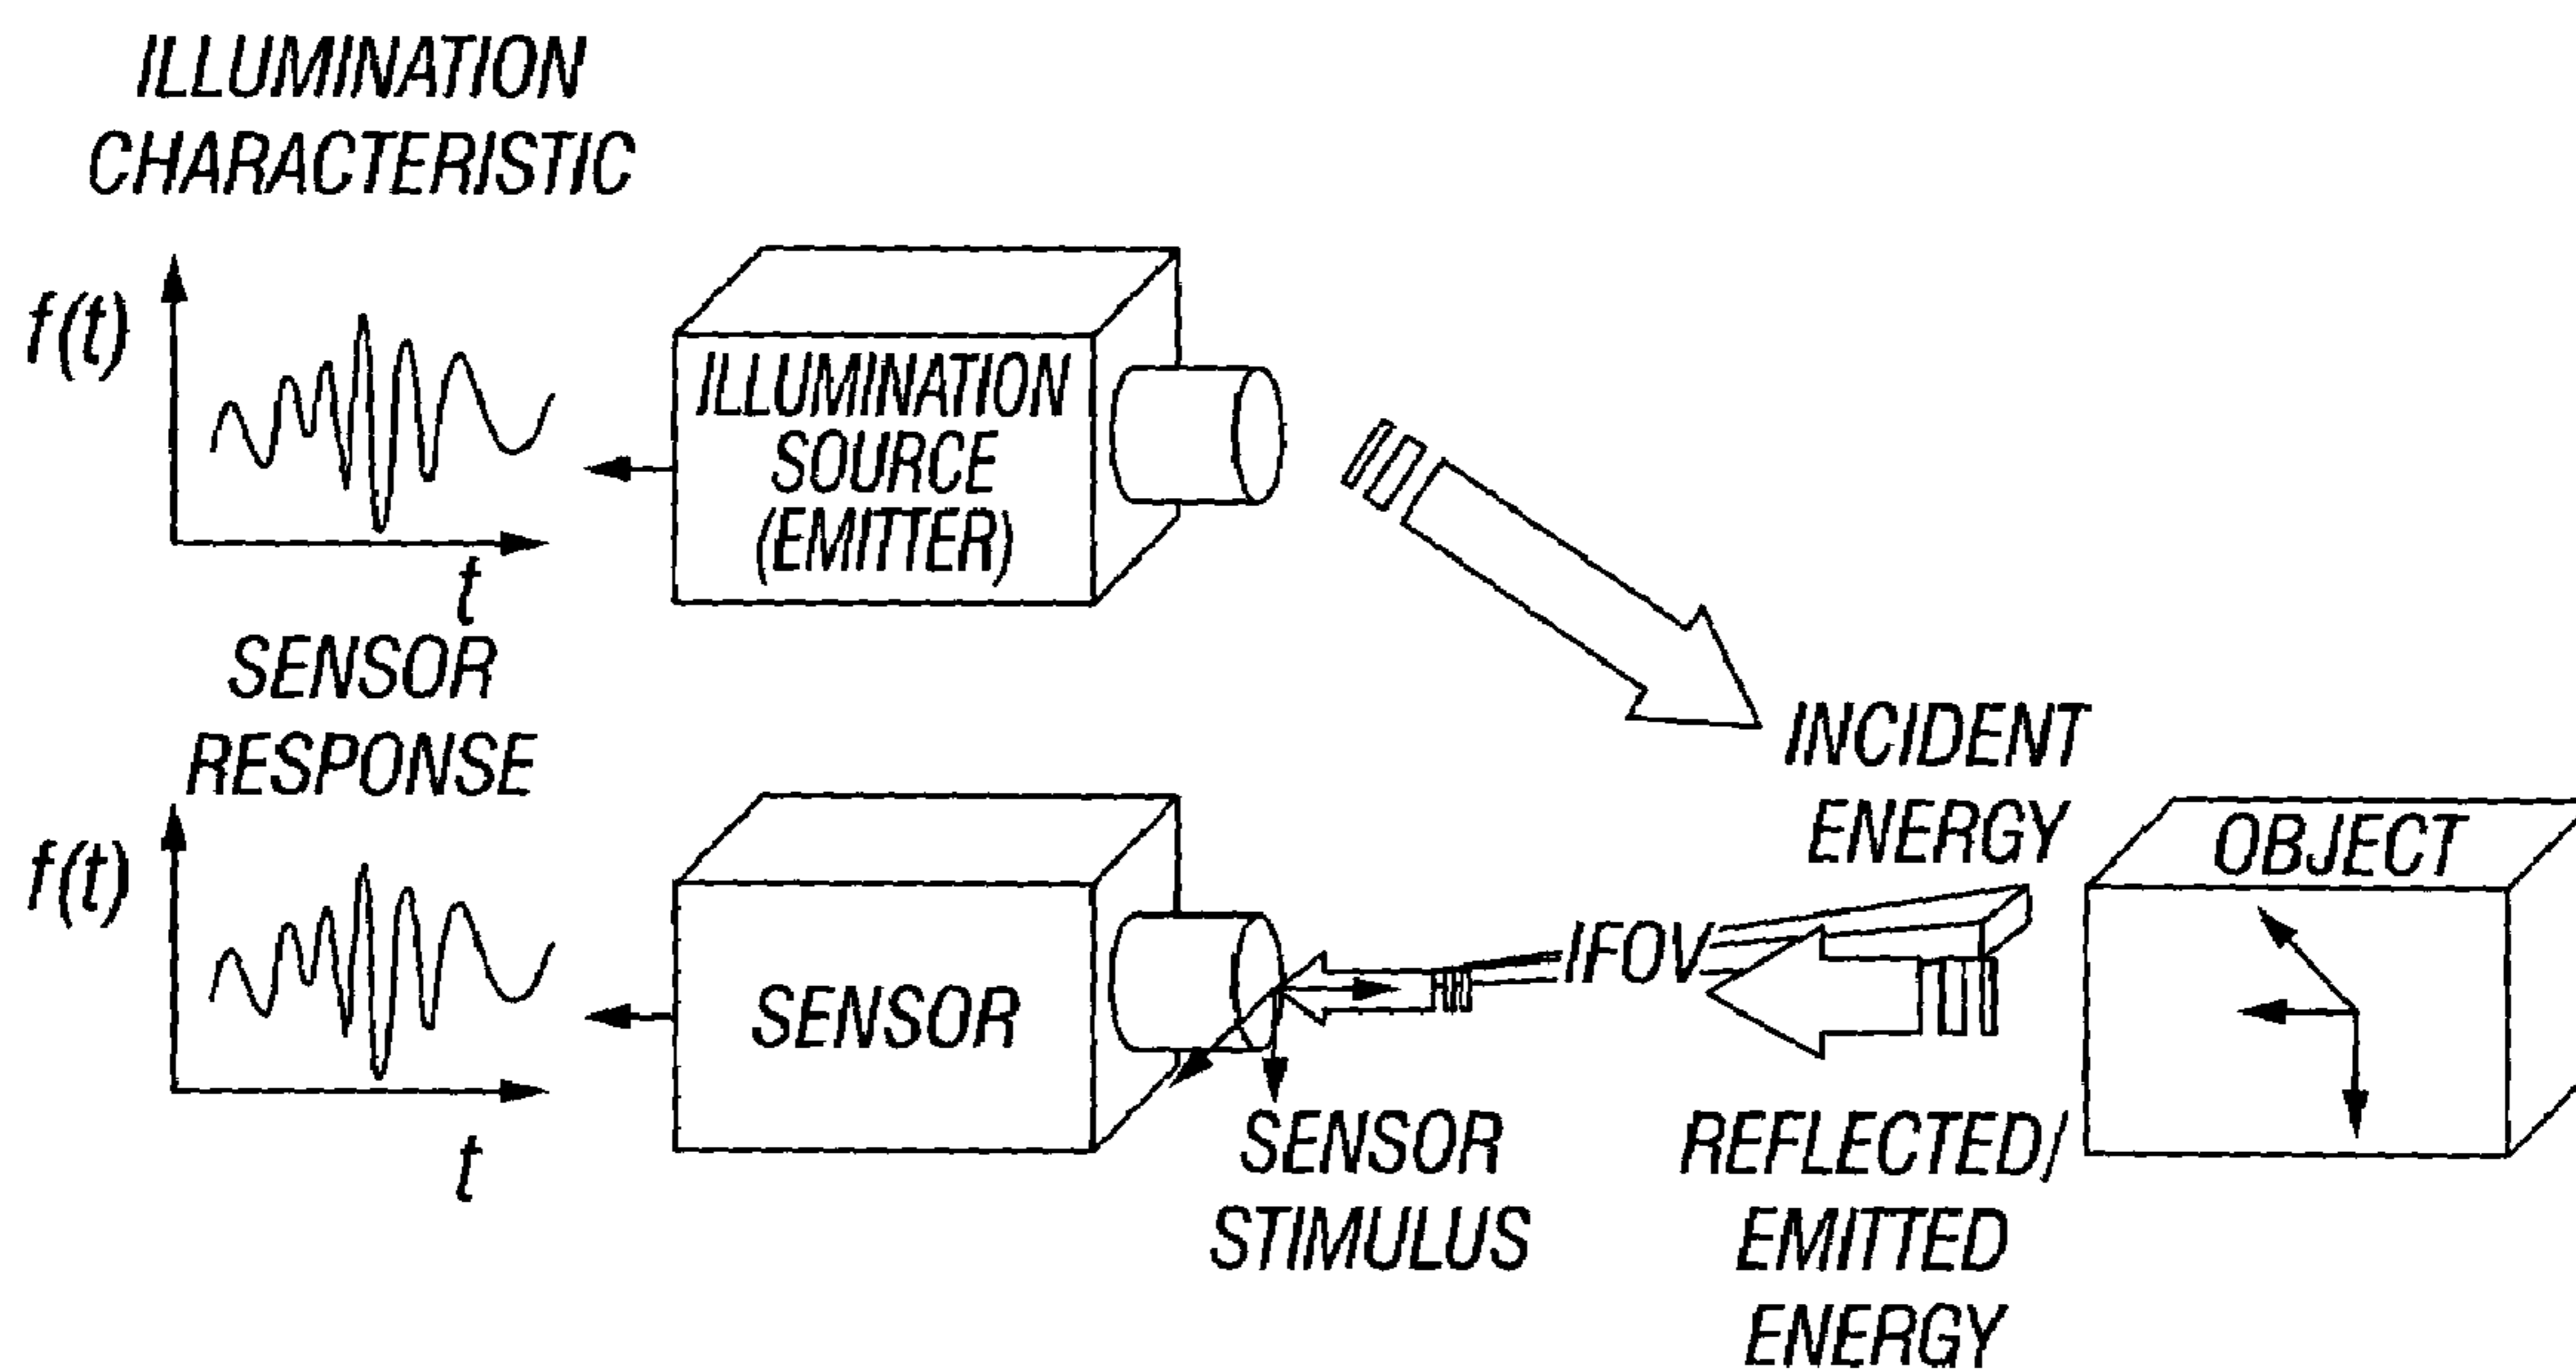 ILLUMINATION
CHARACTERISTIC
f(t)
t
ILLUMINATION
SOURCE
(EMITTER)
INCIDENT
ENERGY
SENSOR
RESPONSE
f(t)
t
SENSOR
SENSOR
STIMULUS
IFOV
REFLECTED/
EMITTED
ENERGY
OBJECT